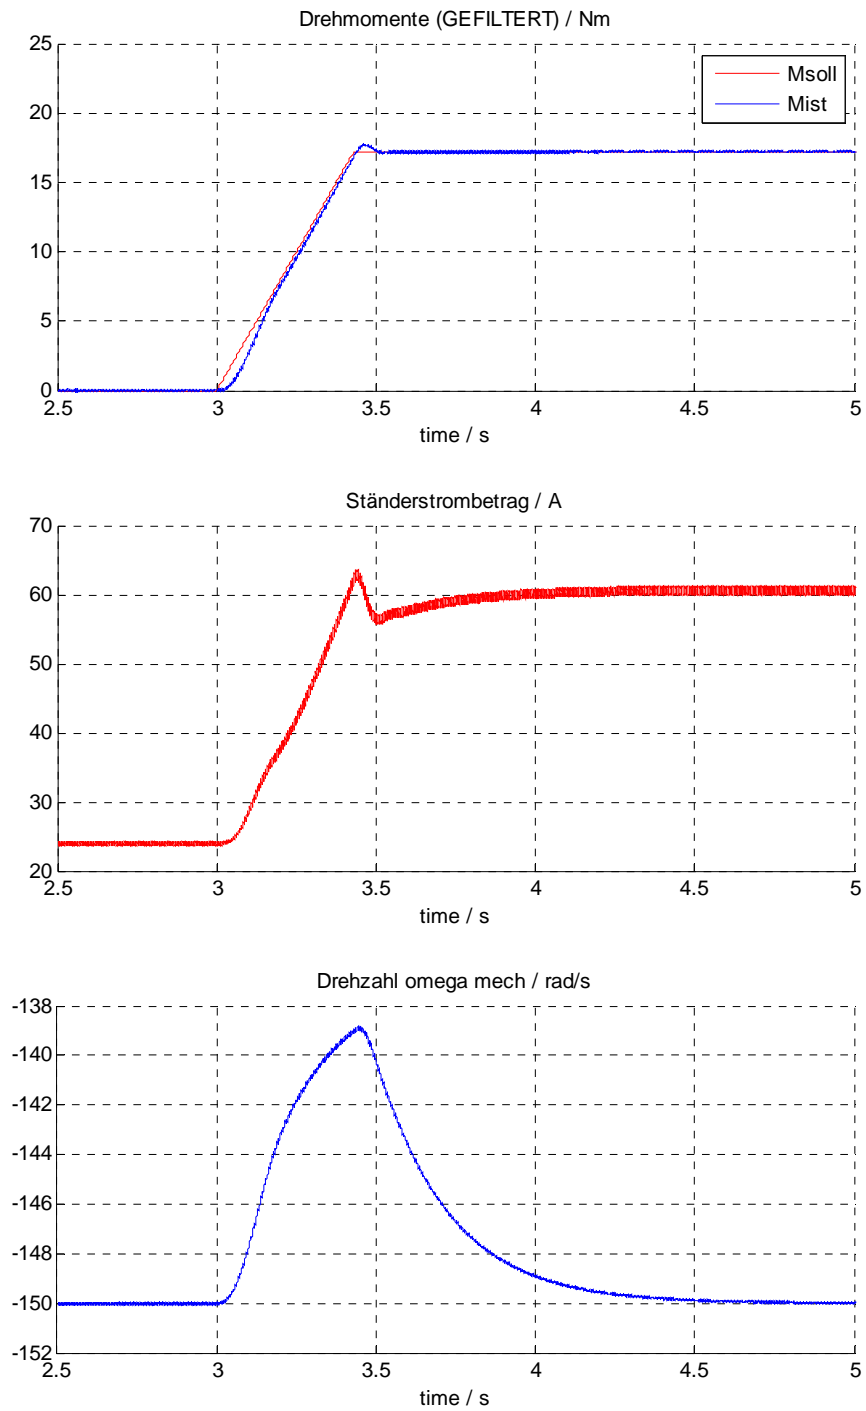 Drehmomente (GEFILTERT) / Nm
25
20
15
10
5
0
Msoll
Mist
2.5 3 3.5 4 4.5 5
time / s
Ständerstrombetrag / A
70
60
50
40
30
20
2.5 3 3.5 4 4.5 5
time / s
Drehzahl omega mech / rad/s
-138
-140
-142
-144
-146
-148
-150
-152
2.5 3 3.5 4 4.5 5
time / s